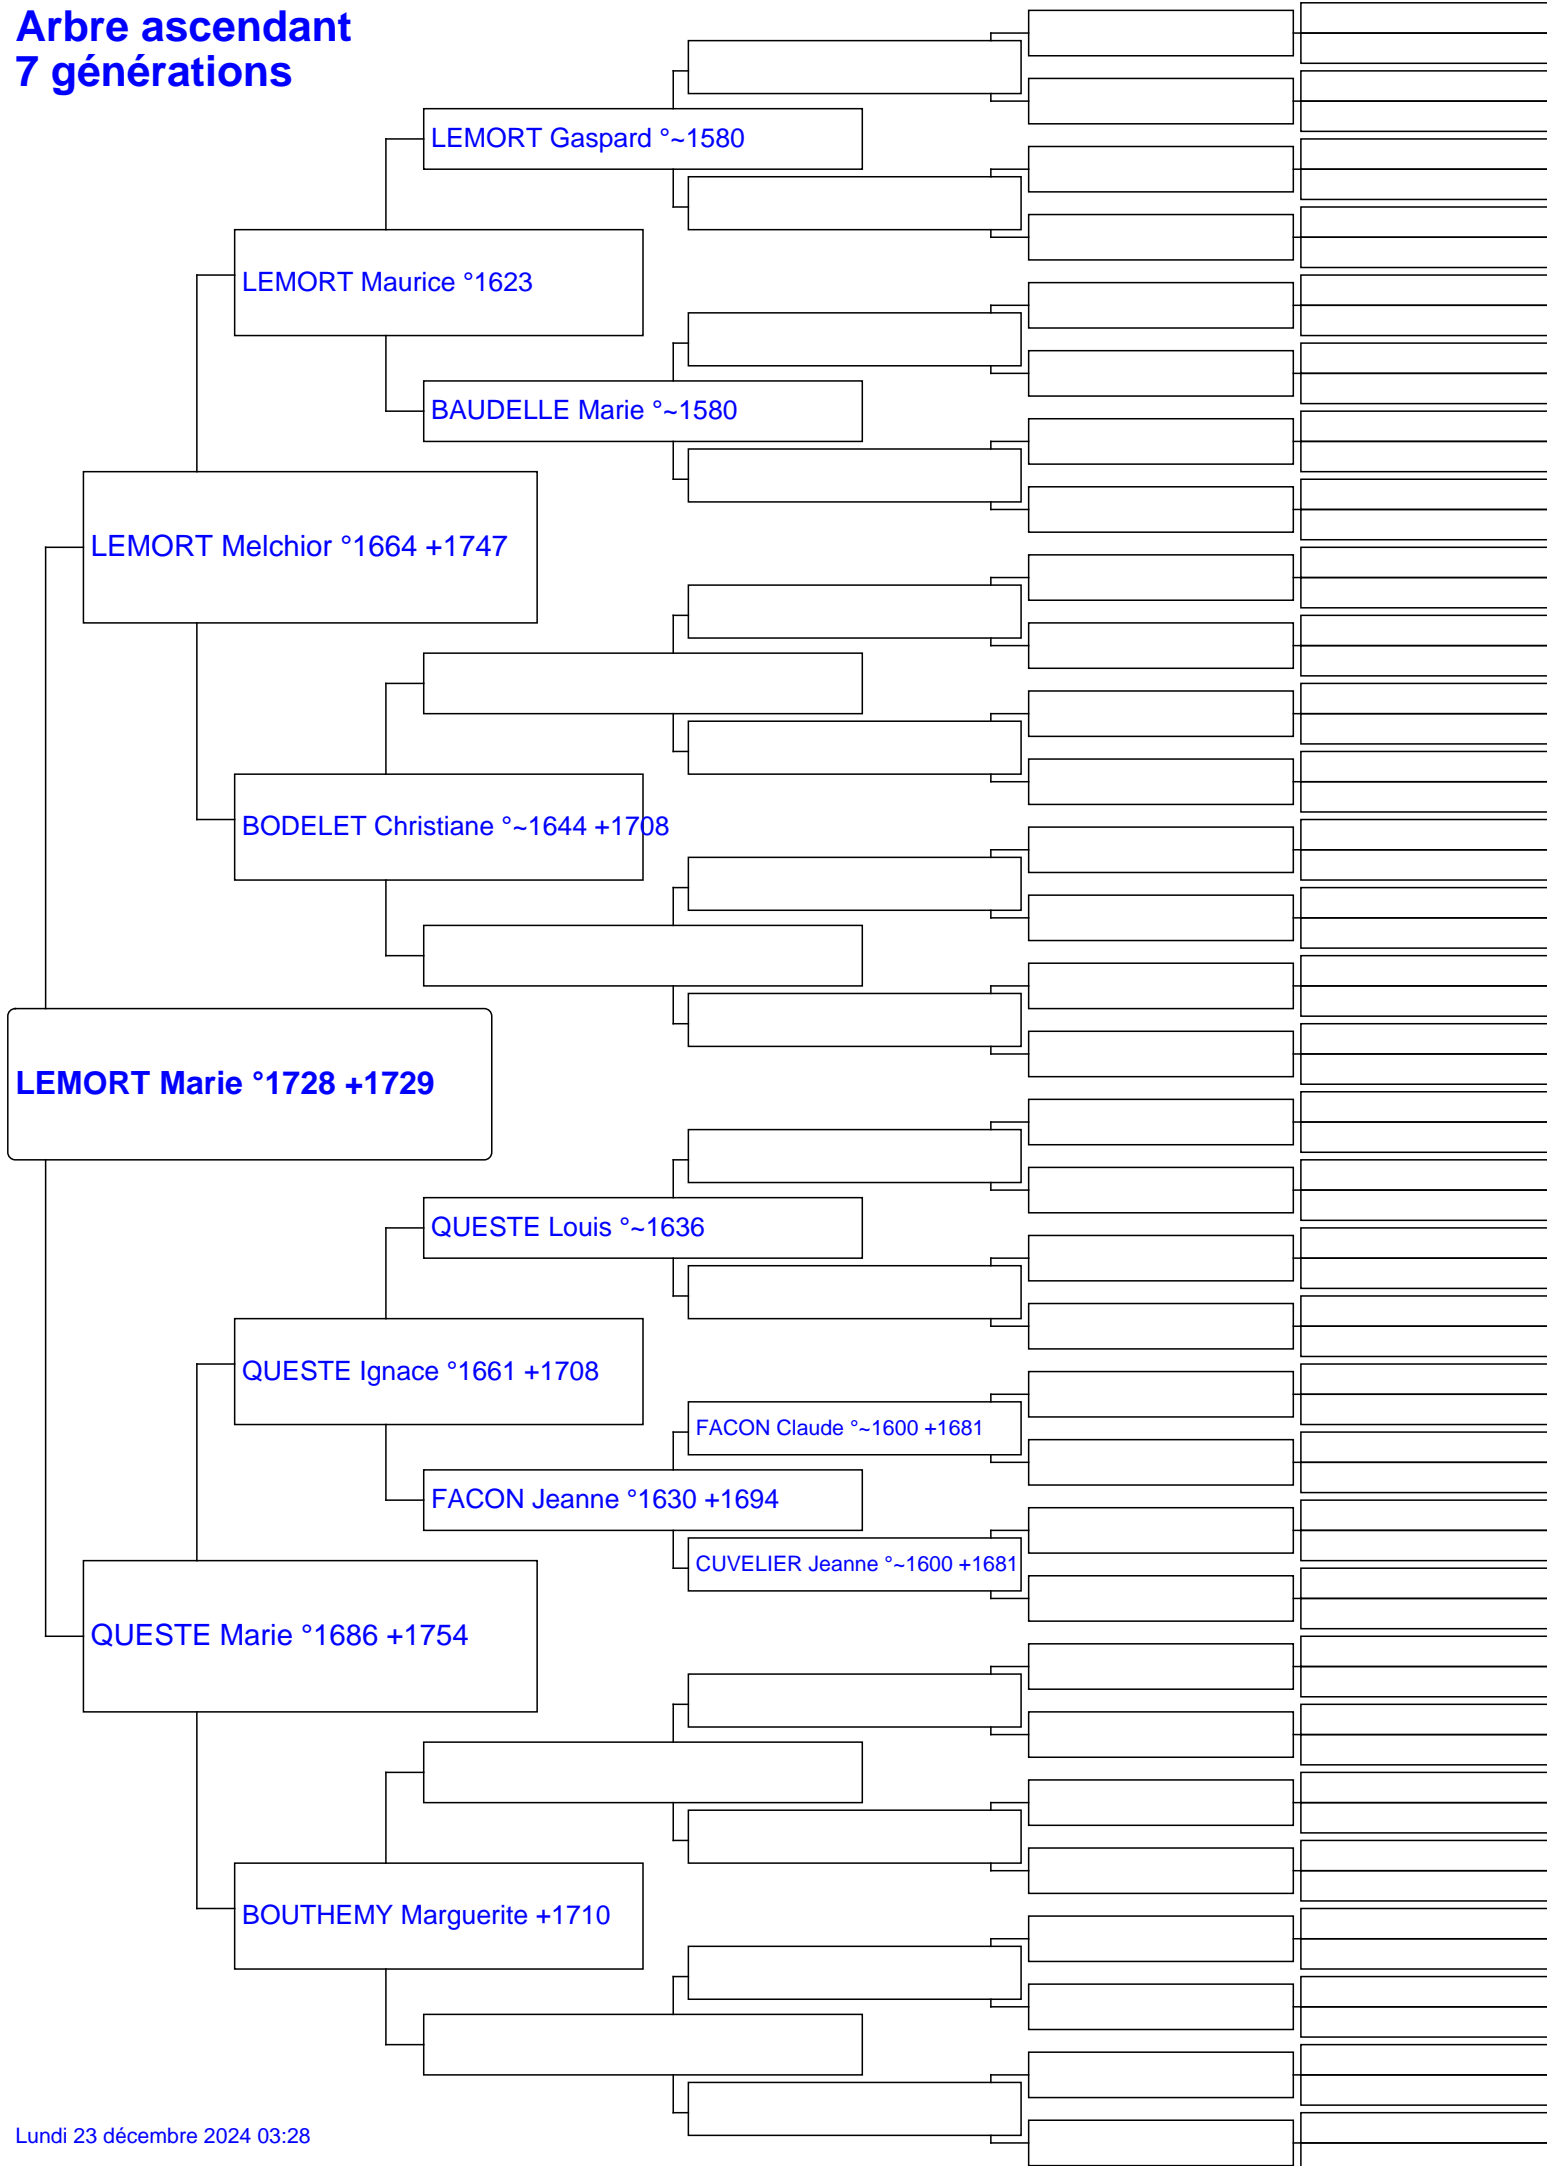 Arbre ascendant
7 générations
LEMORT Gaspard °~1580
LEMORT Maurice °1623
BAUDELLE Marie °~1580
LEMORT Melchior °1664 +1747
BODELET Christiane °~1644 +1708
LEMORT Marie °1728 +1729
QUESTE Louis °~1636
QUESTE Ignace °1661 +1708
FACON Claude °~1600 +1681
FACON Jeanne °1630 +1694
CUVELIER Jeanne °~1600 +1681
QUESTE Marie °1686 +1754
BOUTHEMY Marguerite +1710
Lundi 23 décembre 2024 03:28